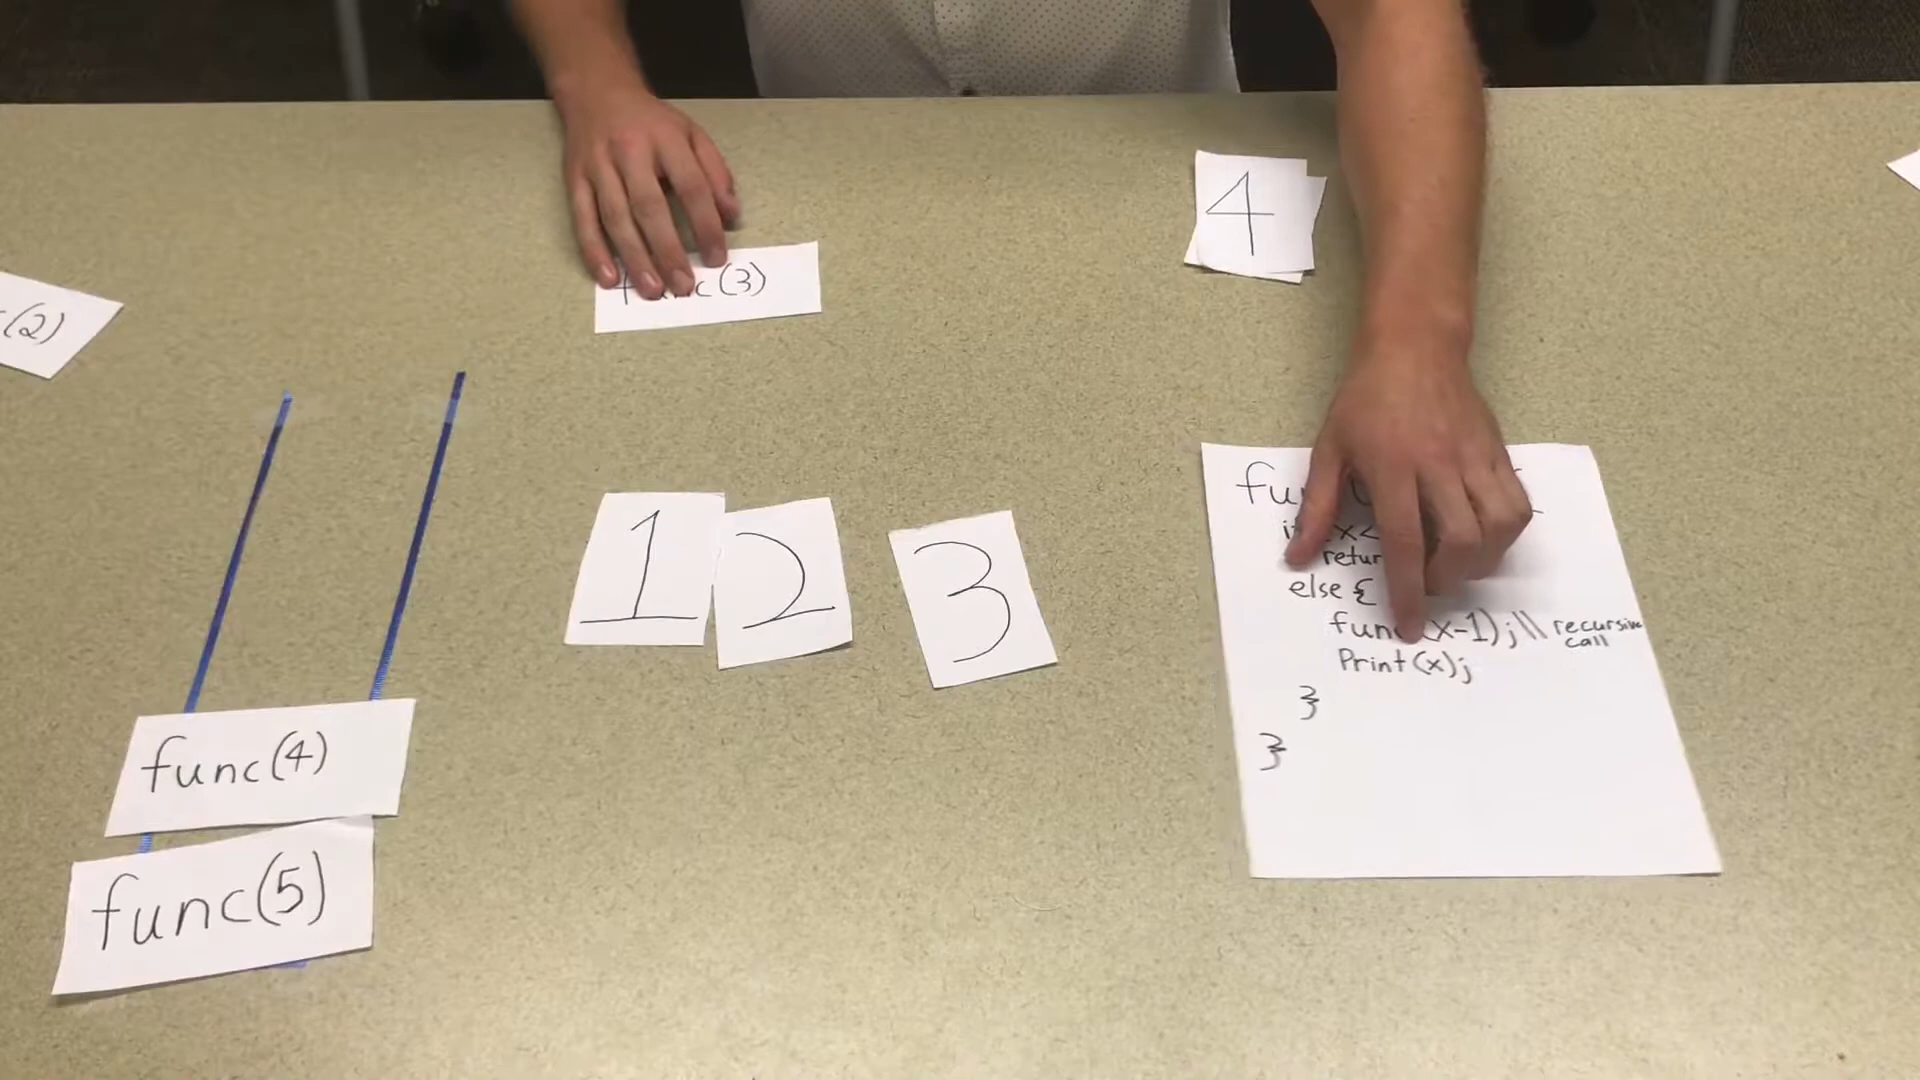 (2)
func(3)
4
1
2
3
func(4)
func(5)
else {
func(x-1); \\ recursive
call
Print(x);
}
}